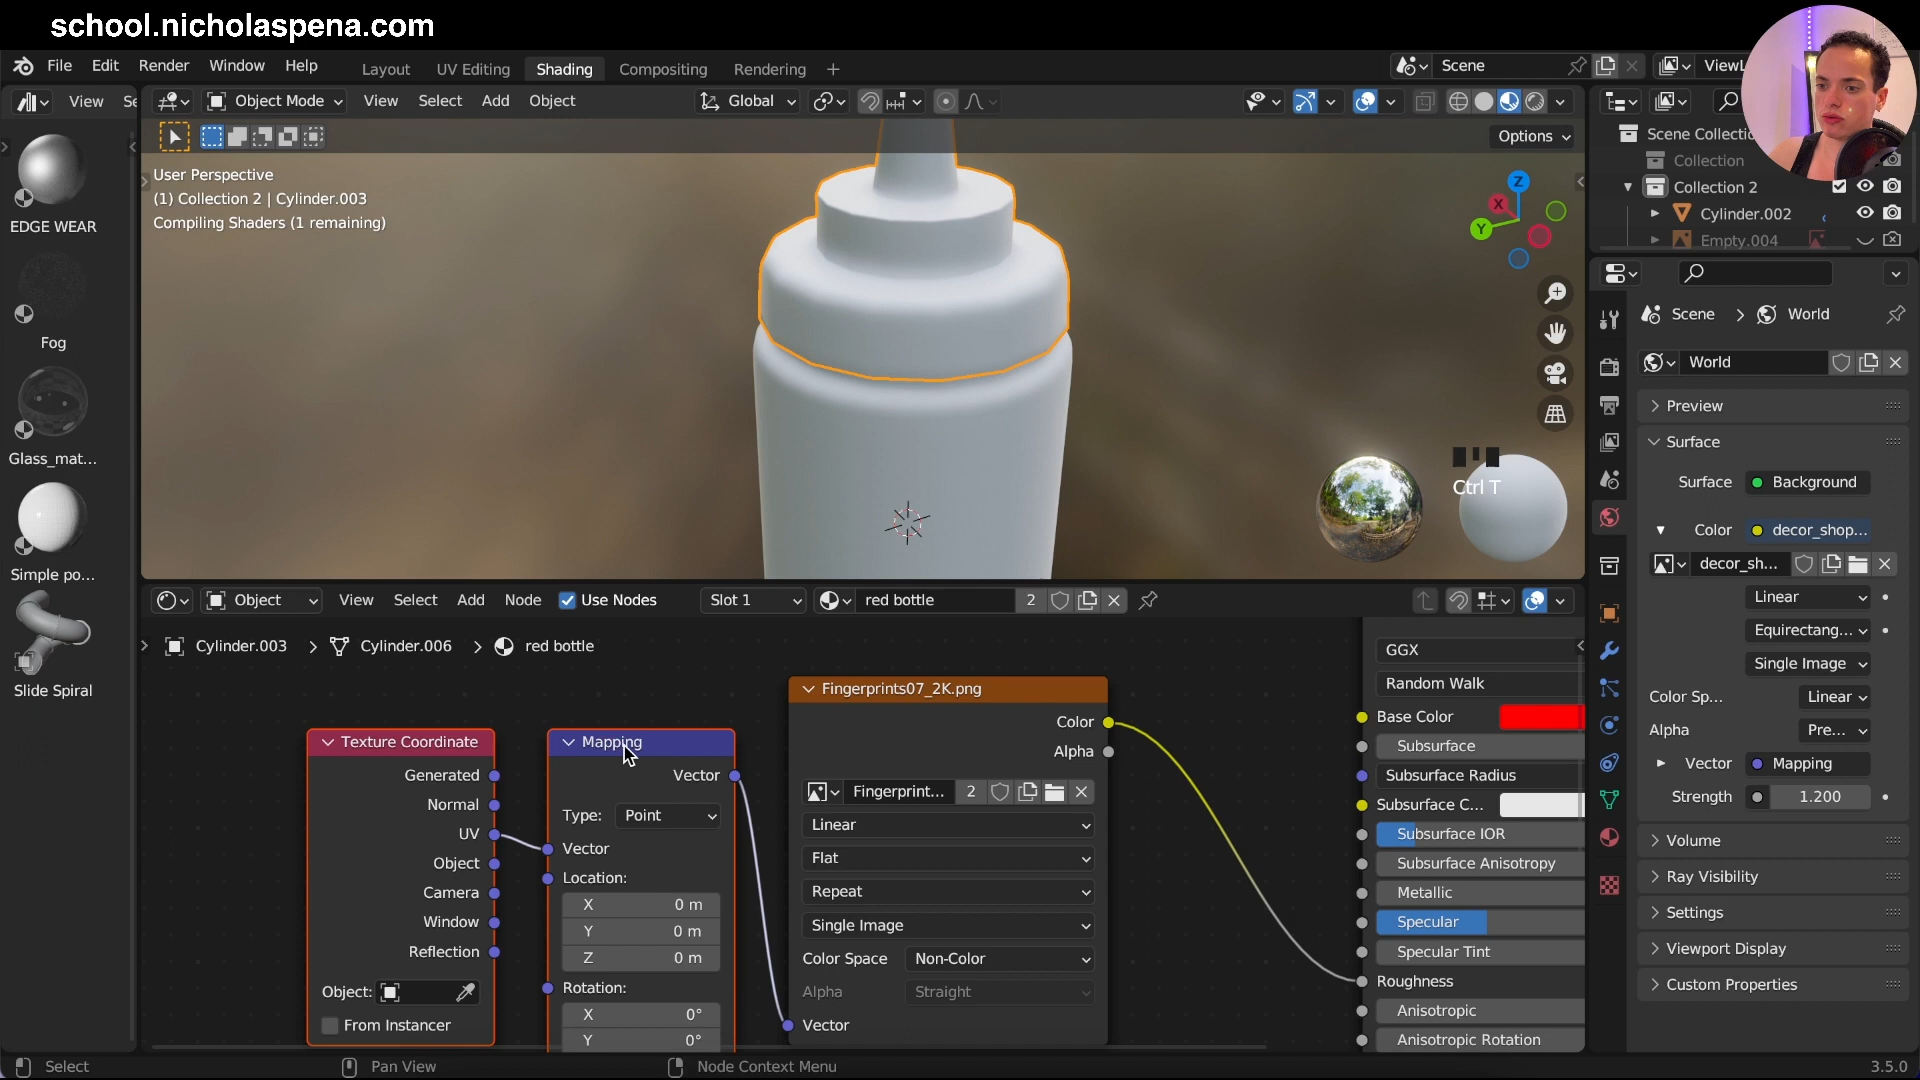 school.nicholaspena.com
File Edit Render Window Help
Layout UV Editing Shading Compositing Rendering +
Scene
ViewL
View Se
Object Mode View Select Add Object
Global
Options
User Perspective
(1) Collection 2 | Cylinder.003
Compiling Shaders (1 remaining)
Z
X
Y
Ctrl T
EDGE WEAR
Fog
Glass_mat...
Simple po...
Slide Spiral
Scene Collectio
Collection
Collection 2
Cylinder.002
Empty.004
Scene > World
World
Preview
Surface
Surface Background
Color decor_shop...
decor_sh...
Linear
Equirectang...
Single Image
Color Sp... Linear
Alpha Pre...
Vector Mapping
Strength 1.200
Volume
Ray Visibility
Settings
Viewport Display
Custom Properties
Object View Select Add Node Use Nodes Slot 1 red bottle 2
Cylinder.003 > Cylinder.006 > red bottle
Texture Coordinate
Generated
Normal
UV
Object
Camera
Window
Reflection
Object:
From Instancer
Mapping
Vector
Type: Point
Vector
Location:
X 0 m
Y 0 m
Z 0 m
Rotation:
X 0°
Y 0°
Fingerprints07_2K.png
Color
Alpha
Fingerprint... 2
Linear
Flat
Repeat
Single Image
Color Space Non-Color
Alpha Straight
Vector
GGX
Random Walk
Base Color
Subsurface
Subsurface Radius
Subsurface C...
Subsurface IOR
Subsurface Anisotropy
Metallic
Specular
Specular Tint
Roughness
Anisotropic
Anisotropic Rotation
Select
Pan View
Node Context Menu
3.5.0